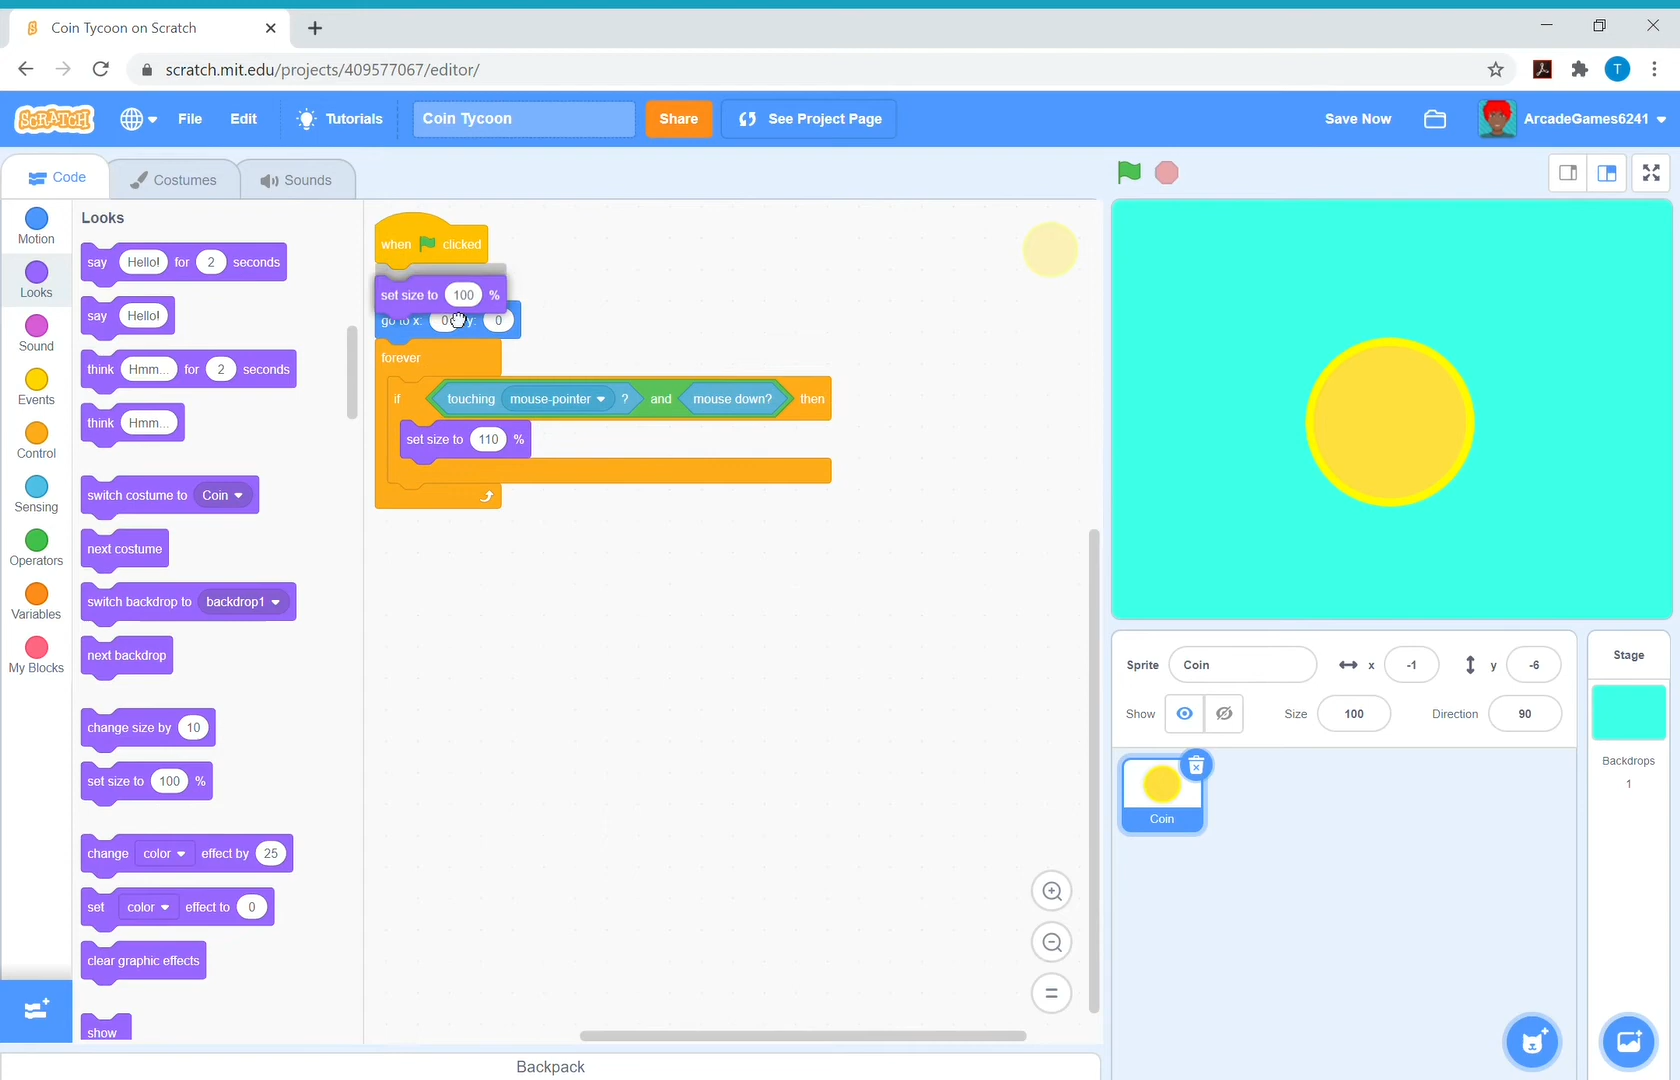 Coin Tycoon on Scratch
scratch.mit.edu/projects/409577067/editor/
T
SCRATCH
File
Edit
Tutorials
Coin Tycoon
Share
See Project Page
Save Now
ArcadeGames6241
Code
Costumes
Sounds
Motion
Looks
Sound
Events
Control
Sensing
Operators
Variables
My Blocks
Looks
say Hello! for 2 seconds
say Hello!
think Hmm... for 2 seconds
think Hmm...
switch costume to Coin
next costume
switch backdrop to backdrop1
next backdrop
change size by 10
set size to 100 %
change color effect by 25
set color effect to 0
clear graphic effects
show
when clicked
set size to 100 %
go to x: 0 y: 0
forever
if touching mouse-pointer ? and mouse down? then
set size to 110 %
Backpack
Sprite Coin x -1 y -6
Show Size 100 Direction 90
Coin
Stage
Backdrops
1